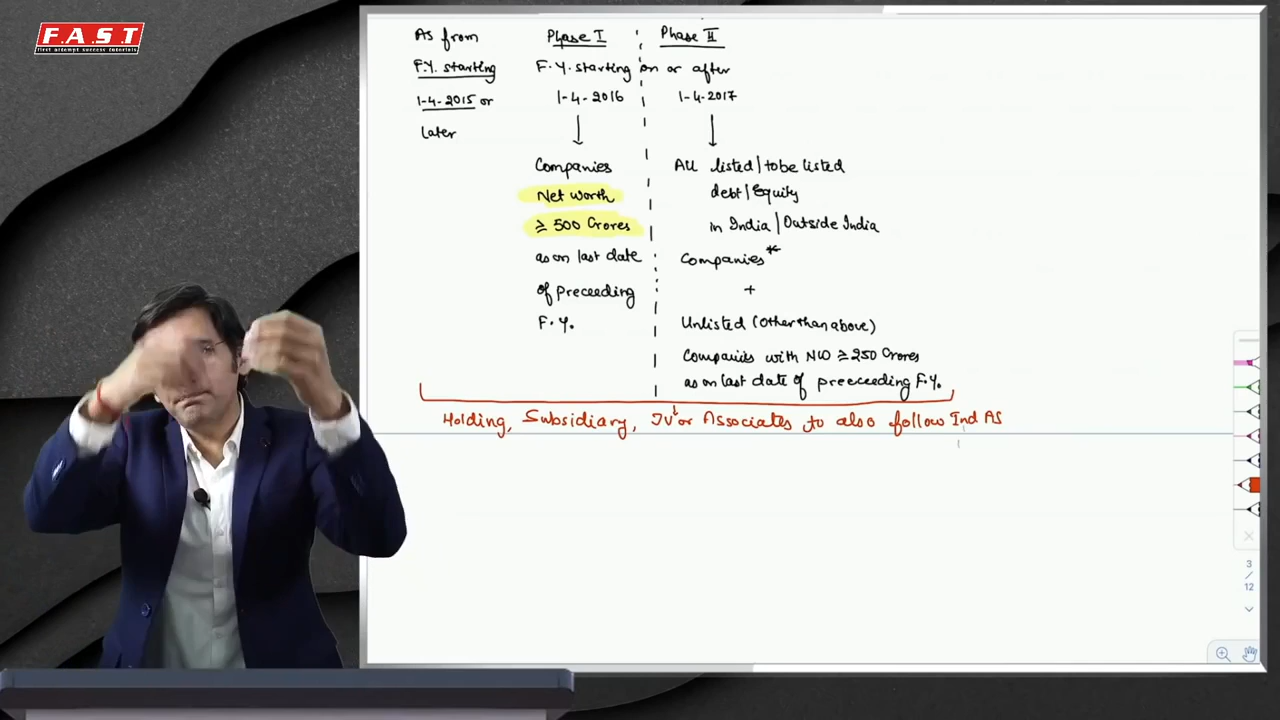 F.A.S.T
first attempt success tutorials
As from
F.Y. starting
1-4-2015 or
later
Phase I
Phase II
F.Y. starting on or after
1-4-2016
1-4-2017
Companies
Net worth
≥ 500 Crores
as on last date
of preceeding
F.Y.
All listed/to be listed
debt/Equity
in India/Outside India
Companies*
+
Unlisted (Other than above)
Companies with NW ≥ 250 Crores
as on last date of preeceeding F.Y.
Holding, Subsidiary, JV or Associates to also follow Ind AS
3
/
12